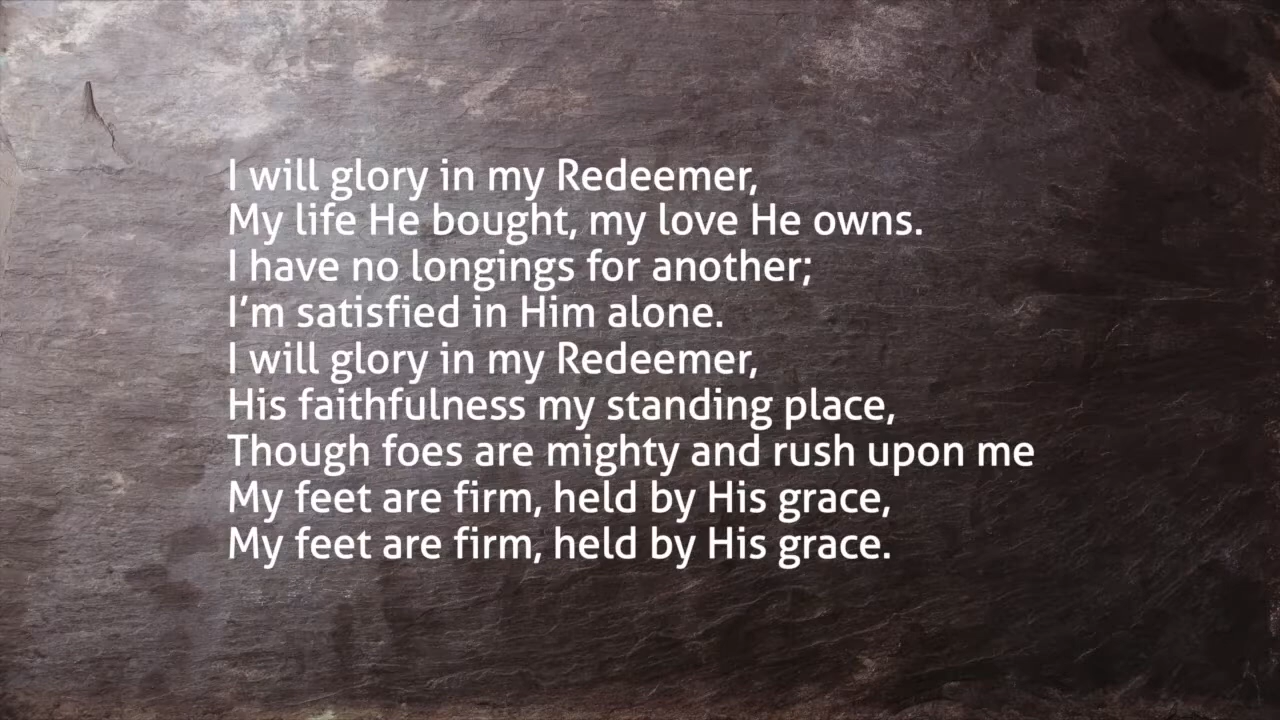 I will glory in my Redeemer,
My life He bought, my love He owns.
I have no longings for another;
I’m satisfied in Him alone.
I will glory in my Redeemer,
His faithfulness my standing place,
Though foes are mighty and rush upon me
My feet are firm, held by His grace,
My feet are firm, held by His grace.